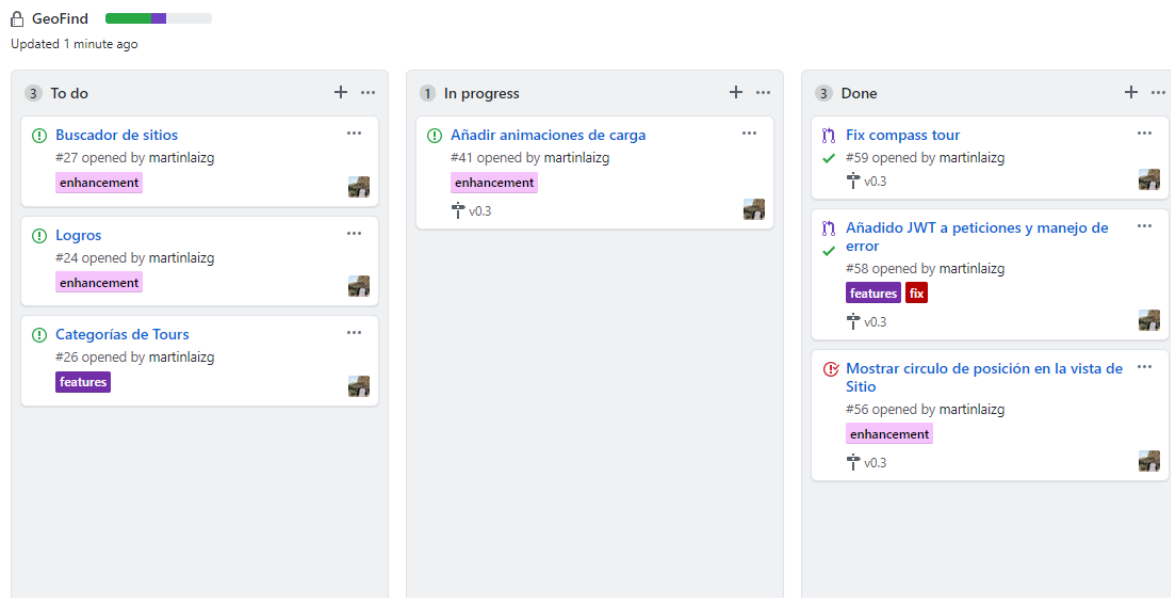 GeoFind
Updated 1 minute ago
3 To do
Buscador de sitios
#27 opened by martinlaizg
enhancement
Logros
#24 opened by martinlaizg
enhancement
Categorías de Tours
#26 opened by martinlaizg
features
1 In progress
Añadir animaciones de carga
#41 opened by martinlaizg
enhancement
v0.3
3 Done
Fix compass tour
#59 opened by martinlaizg
v0.3
Añadido JWT a peticiones y manejo de
error
#58 opened by martinlaizg
features fix
v0.3
Mostrar circulo de posición en la vista de
Sitio
#56 opened by martinlaizg
enhancement
v0.3